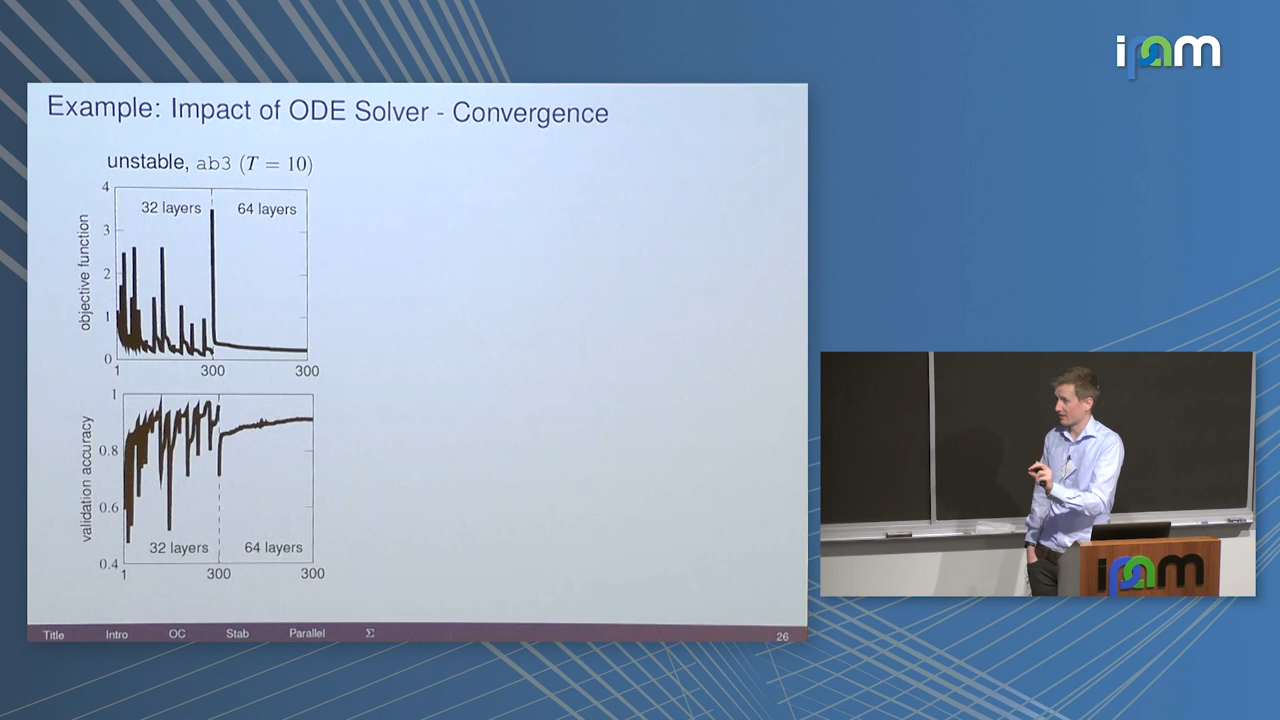 ipam
Example: Impact of ODE Solver - Convergence
unstable, ab3 (T = 10)
4
3
2
1
0
objective function
32 layers
64 layers
1
300
300
1
0.8
0.6
0.4
validation accuracy
32 layers
64 layers
1
300
300
ipam
Title
Intro
OC
Stab
Parallel
Σ
26